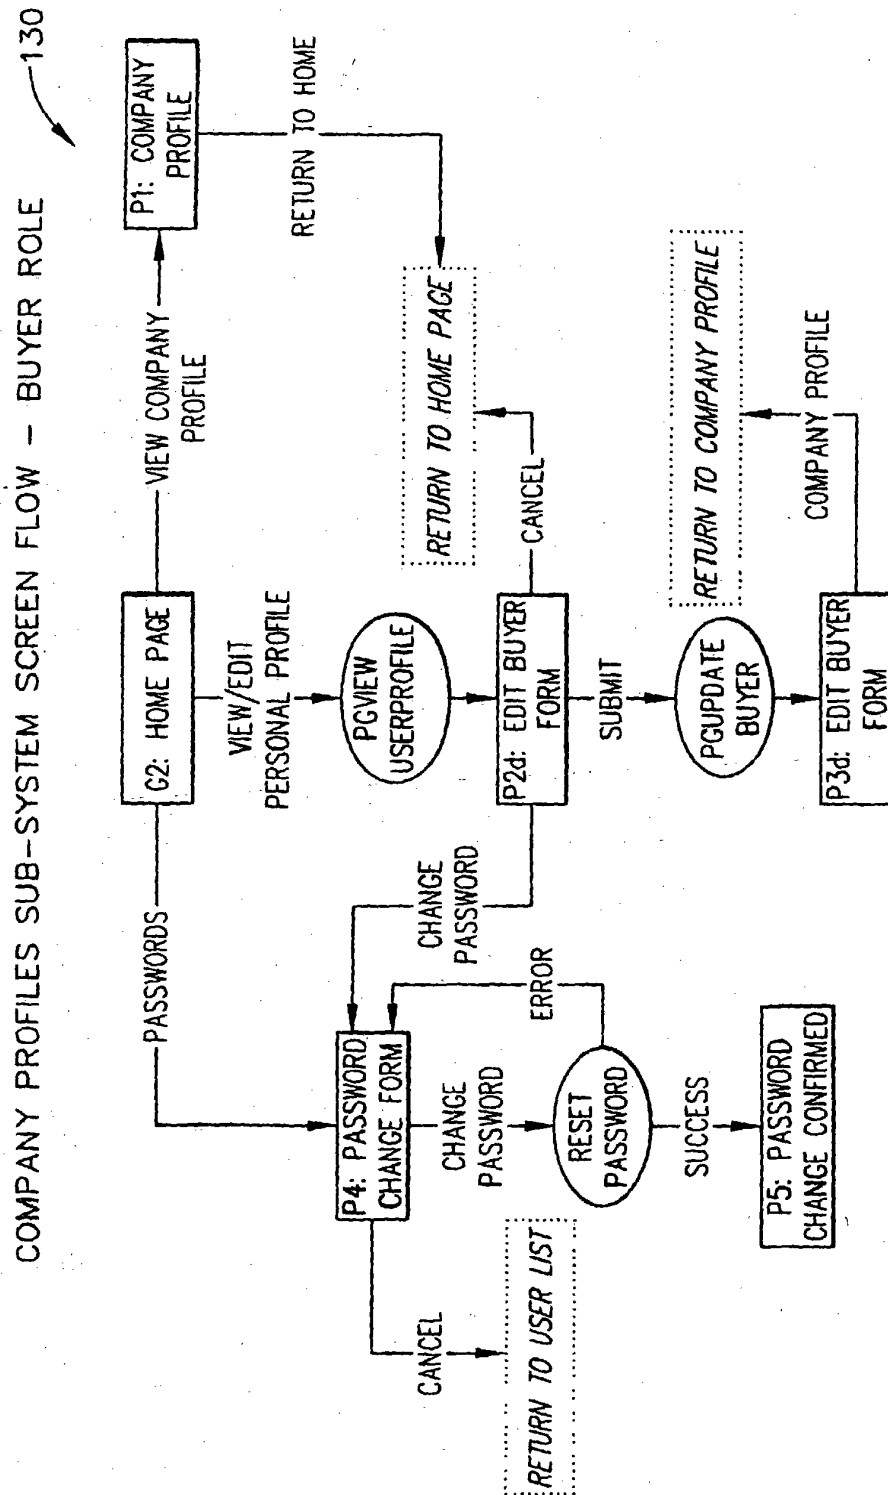 COMPANY PROFILES SUB-SYSTEM SCREEN FLOW - BUYER ROLE
130
PASSWORDS
G2: HOME PAGE
VIEW COMPANY
PROFILE
P1: COMPANY
PROFILE
VIEW/EDIT
PERSONAL PROFILE
RETURN TO HOME
P4: PASSWORD
CHANGE FORM
CHANGE
PASSWORD
PGVIEW
USERPROFILE
RETURN TO HOME PAGE
CANCEL
CHANGE
PASSWORD
ERROR
P2d: EDIT BUYER
FORM
CANCEL
RETURN TO USER LIST
RESET
PASSWORD
SUBMIT
SUCCESS
PGUPDATE
BUYER
RETURN TO COMPANY PROFILE
P5: PASSWORD
CHANGE CONFIRMED
P3d: EDIT BUYER
FORM
COMPANY PROFILE